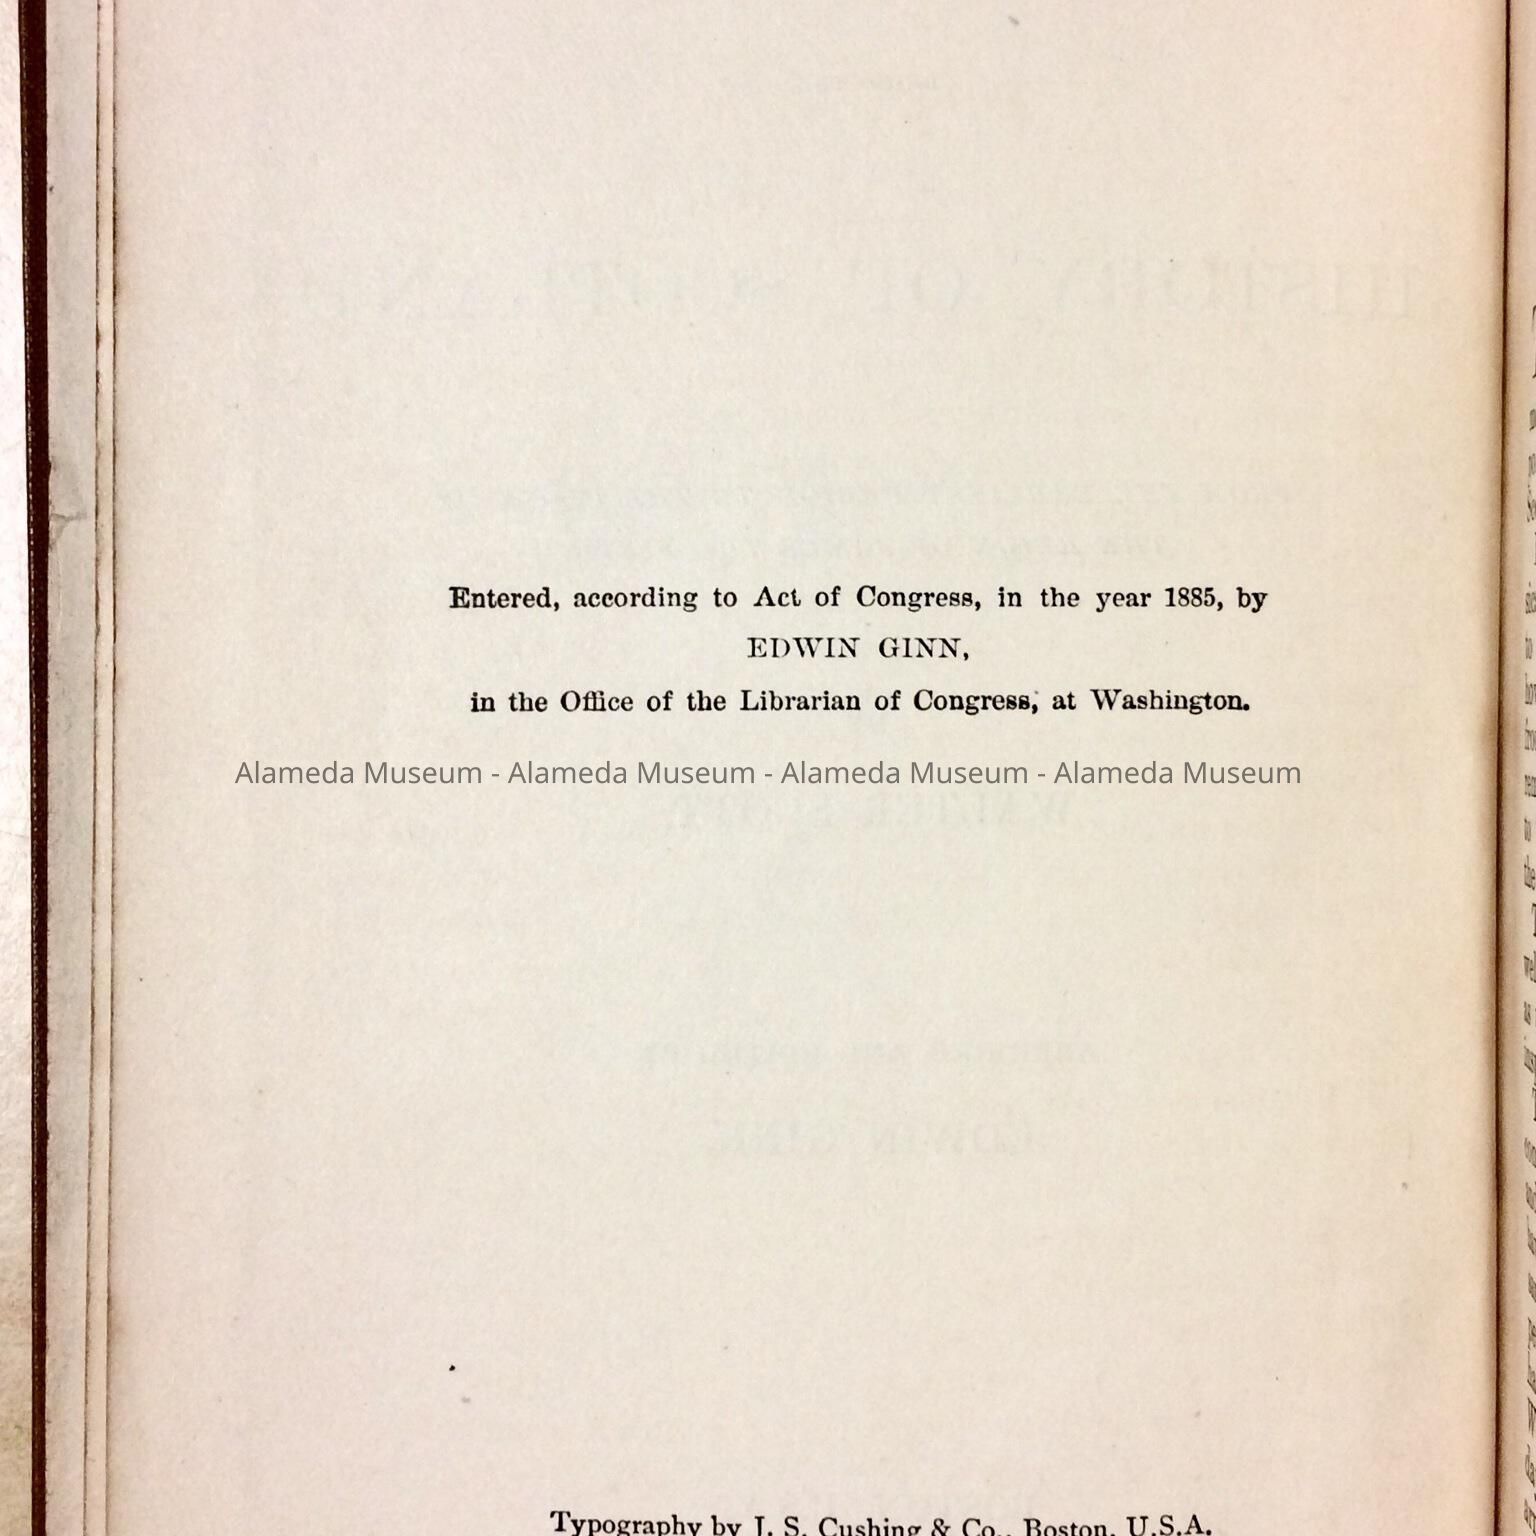 Entered, according to Act of Congress, in the year 1885, by
EDWIN GINN,
in the Office of the Librarian of Congress, at Washington.
Alameda Museum - Alameda Museum - Alameda Museum - Alameda Museum
Typography by J. S. Cushing & Co., Boston, U.S.A.